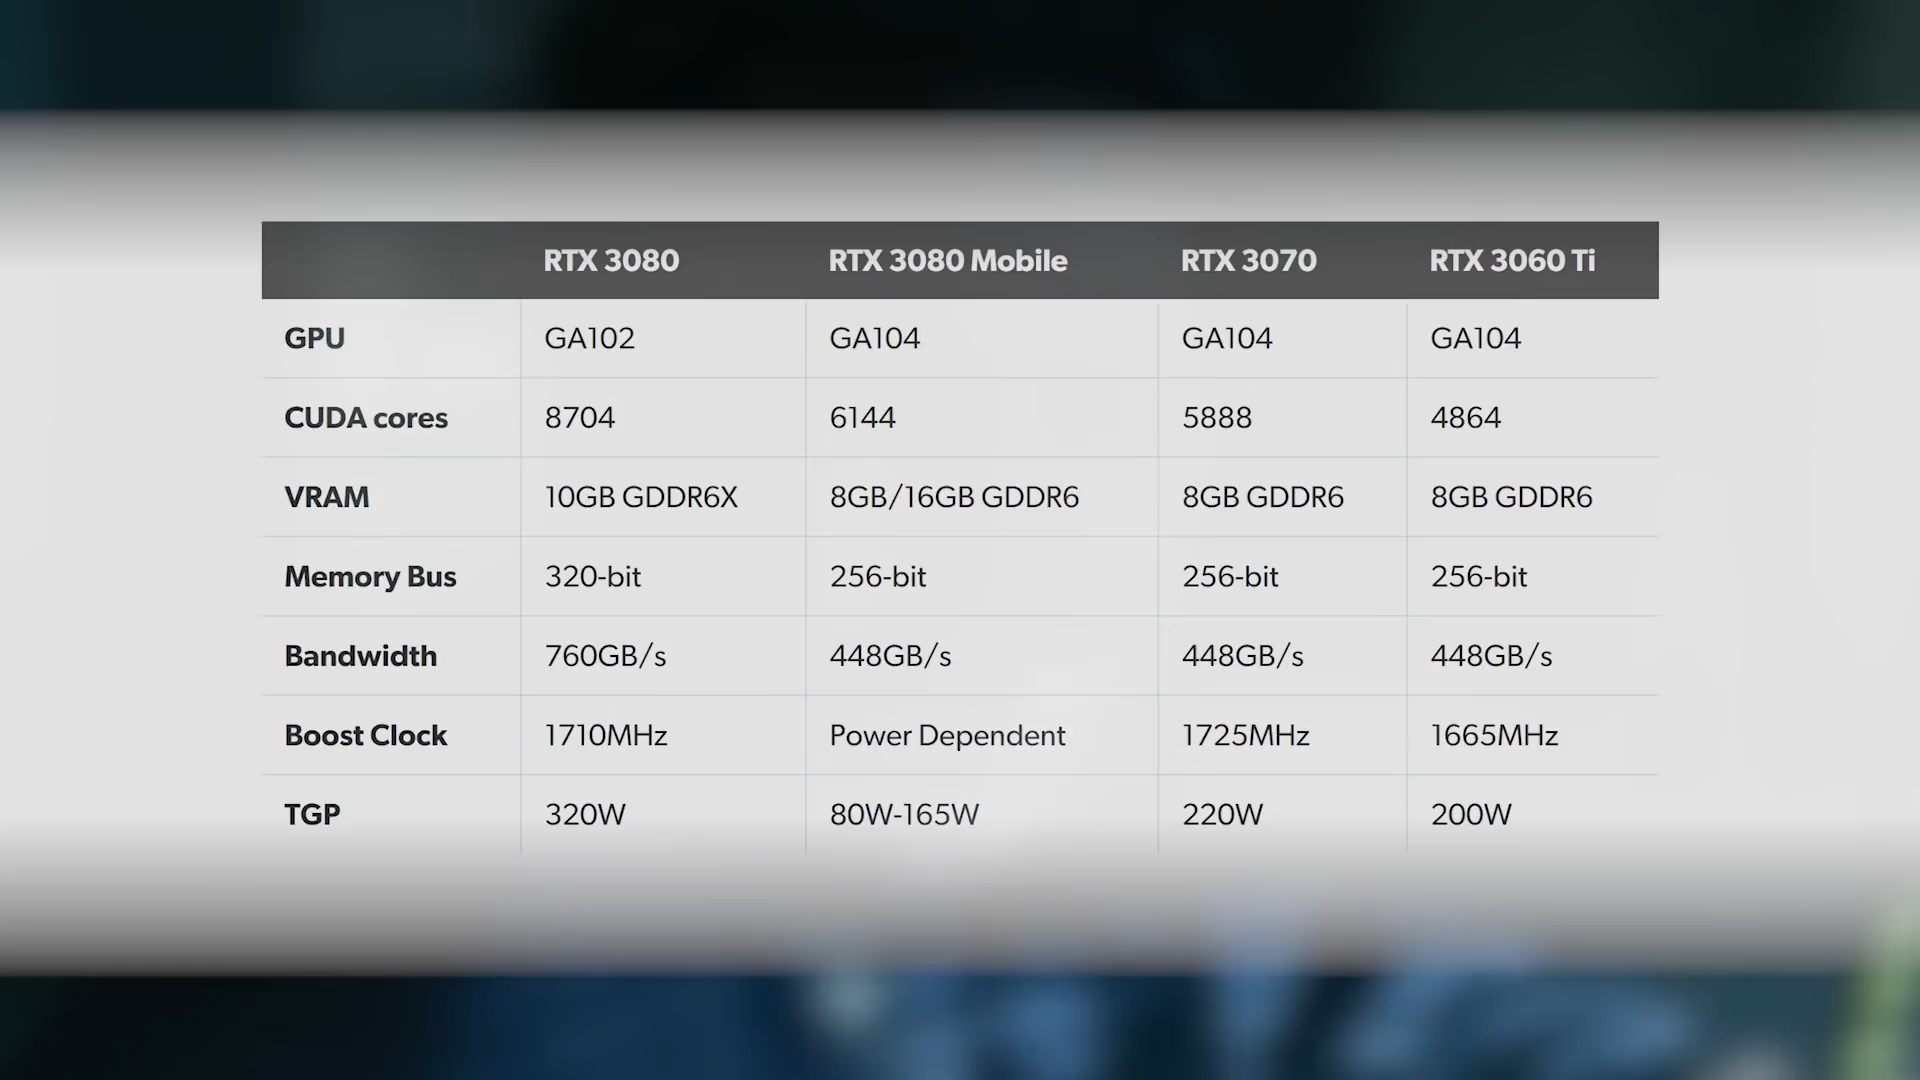 RTX 3080 RTX 3080 Mobile RTX 3070 RTX 3060 Ti
GPU GA102 GA104 GA104 GA104
CUDA cores 8704 6144 5888 4864
VRAM 10GB GDDR6X 8GB/16GB GDDR6 8GB GDDR6 8GB GDDR6
Memory Bus 320-bit 256-bit 256-bit 256-bit
Bandwidth 760GB/s 448GB/s 448GB/s 448GB/s
Boost Clock 1710MHz Power Dependent 1725MHz 1665MHz
TGP 320W 80W-165W 220W 200W